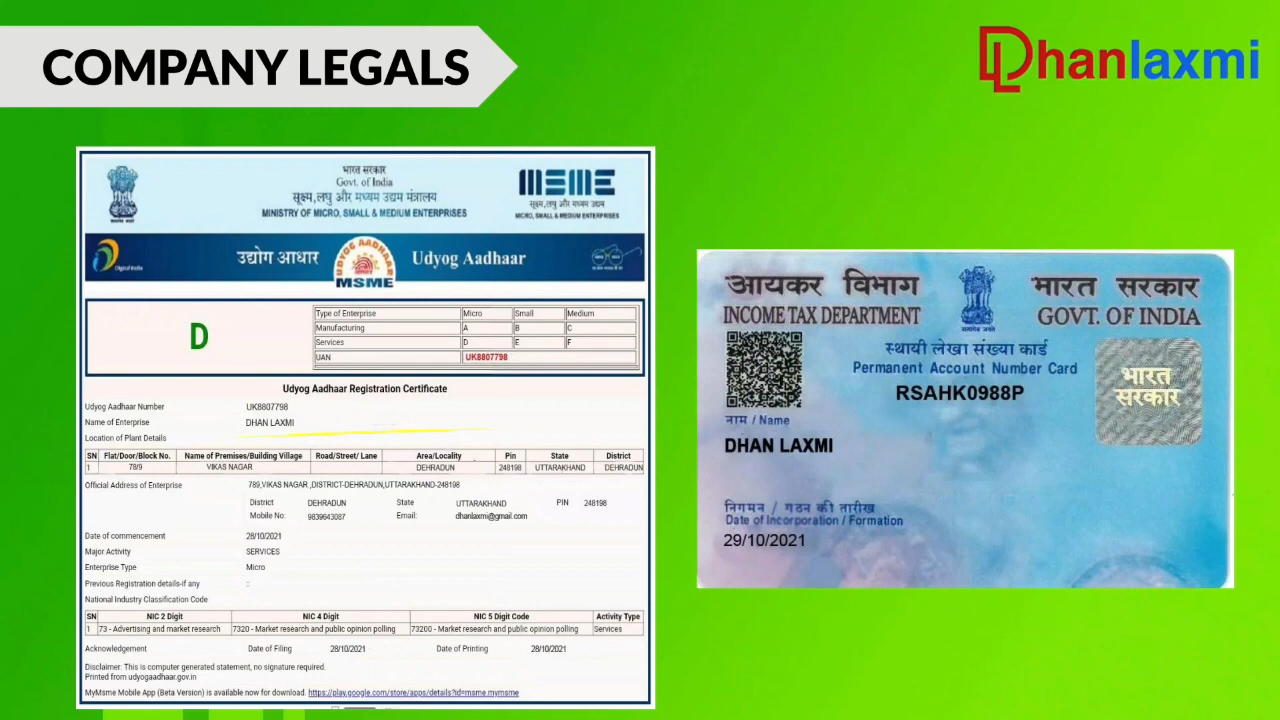 COMPANY LEGALS
Dhanlaxmi
भारत सरकार
Govt. of India
सूक्ष्म,लघु और मध्यम उद्यम मंत्रालय
MINISTRY OF MICRO, SMALL & MEDIUM ENTERPRISES
MSME
सूक्ष्म, लघु और मध्यम उद्यम
MICRO, SMALL & MEDIUM ENTERPRISES
Digital India
उद्योग आधार
UDYOG AADHAAR
MSME
Udyog Aadhaar
D
Type of Enterprise Micro Small Medium
Manufacturing A B C
Services D E F
UAN UK8807798
Udyog Aadhaar Registration Certificate
Udyog Aadhaar Number UK8807798
Name of Enterprise DHAN LAXMI
Location of Plant Details
SN Flat/Door/Block No. Name of Premises/Building Village Road/Street/ Lane Area/Locality Pin State District
1 78/9 VIKAS NAGAR DEHRADUN 248198 UTTARAKHAND DEHRADUN
Official Address of Enterprise 789,VIKAS NAGAR ,DISTRICT-DEHRADUN,UTTARAKHAND-248198
District DEHRADUN State UTTARAKHAND PIN 248198
Mobile No: 9839643087 Email: dhanlaxmi@gmail.com
Date of commencement 28/10/2021
Major Activity SERVICES
Enterprise Type Micro
Previous Registration details-if any ::
National Industry Classification Code
SN NIC 2 Digit NIC 4 Digit NIC 5 Digit Code Activity Type
1 73 - Advertising and market research 7320 - Market research and public opinion polling 73200 - Market research and public opinion polling Services
Acknowledgement Date of Filing 28/10/2021 Date of Printing 28/10/2021
Disclaimer: This is computer generated statement, no signature required.
Printed from udyogaadhaar.gov.in
MyMsme Mobile App (Beta Version) is available now for download. https://play.google.com/store/apps/details?id=msme.mymsme
आयकर विभाग
INCOME TAX DEPARTMENT
सत्यमेव जयते
भारत सरकार
GOVT. OF INDIA
स्थायी लेखा संख्या कार्ड
Permanent Account Number Card
RSAHK0988P
भारत
सरकार
नाम / Name
DHAN LAXMI
निगमन / गठन की तारीख
Date of Incorporation / Formation
29/10/2021